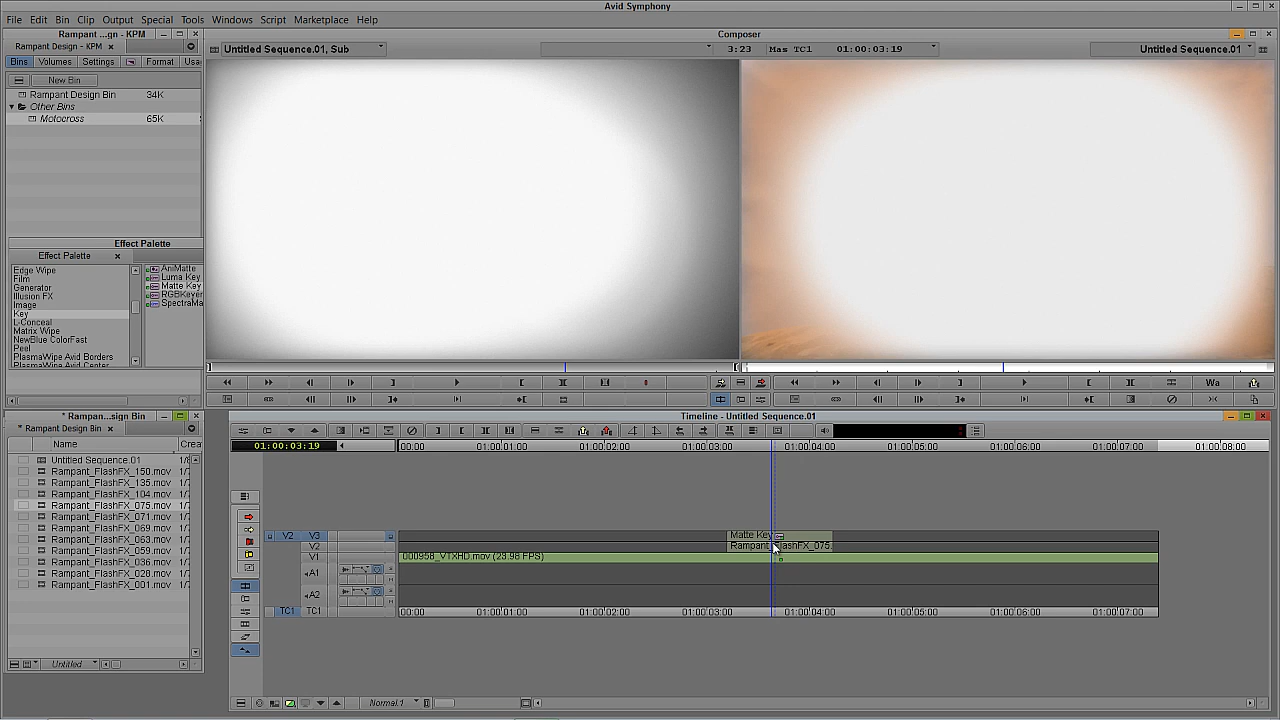 Avid Symphony
File Edit Bin Clip Output Special Tools Windows Script Marketplace Help
Rampant ...gn - KPM
Composer
Rampant Design - KPM
Untitled Sequence.01, Sub
3:23 Mas TC1 01:00:03:19
Untitled Sequence.01
Bins Volumes Settings Format Usa
New Bin
Rampant Design Bin 34K
Other Bins
Motocross 65K
Effect Palette
Effect Palette
Edge Wipe
Film
Generator
Illusion FX
Image
Key
L-Conceal
Matrix Wipe
NewBlue ColorFast
Peel
PlasmaWipe Avid Borders
PlasmaWipe Avid Center
AniMatte
Luma Key
Matte Key
RGBKeyer
SpectraMa
Wa
* Rampan...sign Bin
Timeline - Untitled Sequence.01
* Rampant Design Bin
Name Crea
Untitled Sequence.01
Rampant_FlashFX_150.mov
Rampant_FlashFX_135.mov
Rampant_FlashFX_104.mov
Rampant_FlashFX_075.mov
Rampant_FlashFX_071.mov
Rampant_FlashFX_069.mov
Rampant_FlashFX_063.mov
Rampant_FlashFX_059.mov
Rampant_FlashFX_036.mov
Rampant_FlashFX_028.mov
Rampant_FlashFX_001.mov
Untitled
01:00:03:19
00:00 01:00:01:00 01:00:02:00 01:00:03:00 01:00:04:00 01:00:05:00 01:00:06:00 01:00:07:00 01:00:08:00
V2 V3 Matte Key
V2 Rampant_FlashFX_075.
V1 000958_VTXHD.mov (23.98 FPS)
A1
A2
TC1 TC1 00:00 01:00:01:00 01:00:02:00 01:00:03:00 01:00:04:00 01:00:05:00 01:00:06:00 01:00:07:00
Normal.1